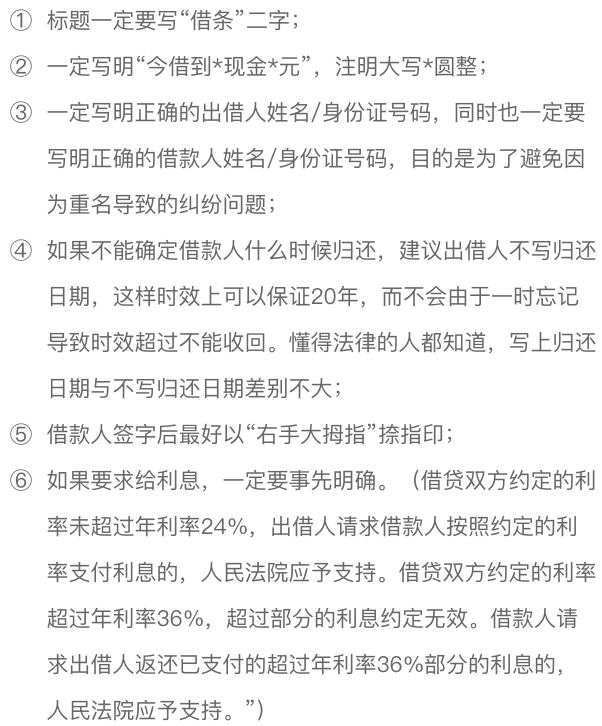 ① 标题一定要写“借条”二字；
② 一定写明“今借到*现金*元”，注明大写*圆整；
③ 一定写明正确的出借人姓名/身份证号码，同时也一定要
写明正确的借款人姓名/身份证号码，目的是为了避免因
为重名导致的纠纷问题；
④ 如果不能确定借款人什么时候归还，建议出借人不写归还
日期，这样时效上可以保证20年，而不会由于一时忘记
导致时效超过不能收回。懂得法律的人都知道，写上归还
日期与不写归还日期差别不大；
⑤ 借款人签字后最好以“右手大拇指”捺指印；
⑥ 如果要求给利息，一定要事先明确。（借贷双方约定的利
率未超过年利率24%，出借人请求借款人按照约定的利
率支付利息的，人民法院应予支持。借贷双方约定的利率
超过年利率36%，超过部分的利息约定无效。借款人请
求出借人返还已支付的超过年利率36%部分的利息的，
人民法院应予支持。”）